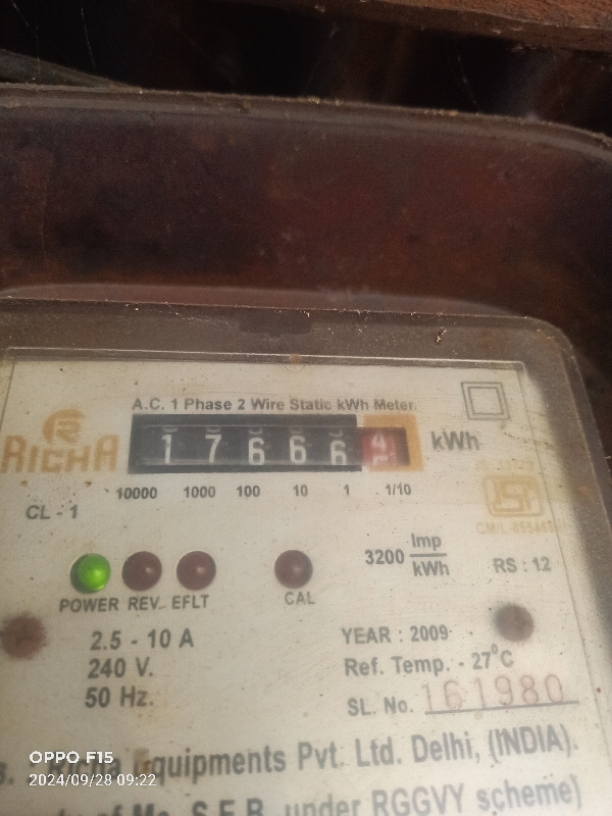 A.C. 1 Phase 2 Wire Static kWh Meter.
RICHA
1 7 6 6 6 4 kWh
10000 1000 100 10 1 1/10
CL - 1
ISI
CM/L
3200 Imp/kWh
RS : 12
POWER REV. EFLT CAL
2.5 - 10 A
240 V.
50 Hz.
YEAR : 2009
Ref. Temp. - 27°C
SL. No. 161980
Equipments Pvt. Ltd. Delhi, (INDIA).
S.E.B. under RGGVY scheme)
OPPO F15
2024/09/28 09:22